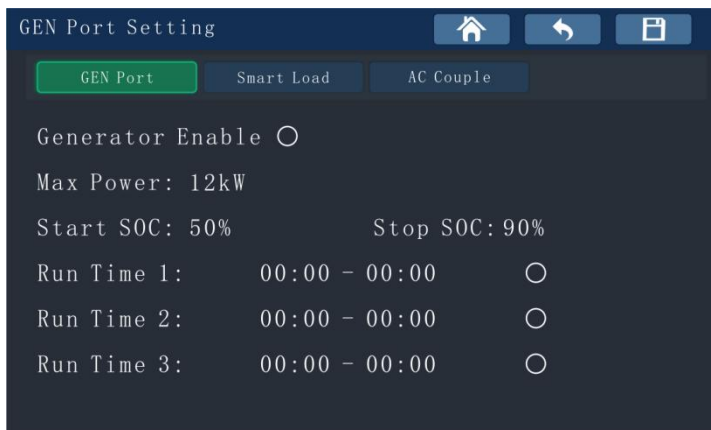 GEN Port Setting
GEN Port Smart Load AC Couple
Generator Enable
Max Power: 12kW
Start SOC: 50% Stop SOC: 90%
Run Time 1: 00:00 - 00:00
Run Time 2: 00:00 - 00:00
Run Time 3: 00:00 - 00:00